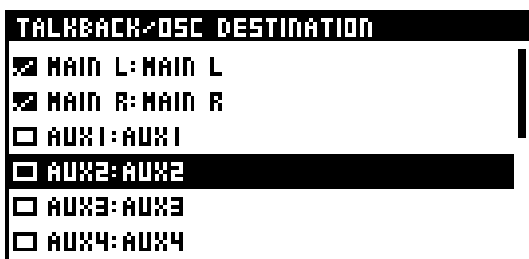 TALKBACK/OSC DESTINATION
MAIN L:MAIN L
MAIN R:MAIN R
AUX1:AUX1
AUX2:AUX2
AUX3:AUX3
AUX4:AUX4